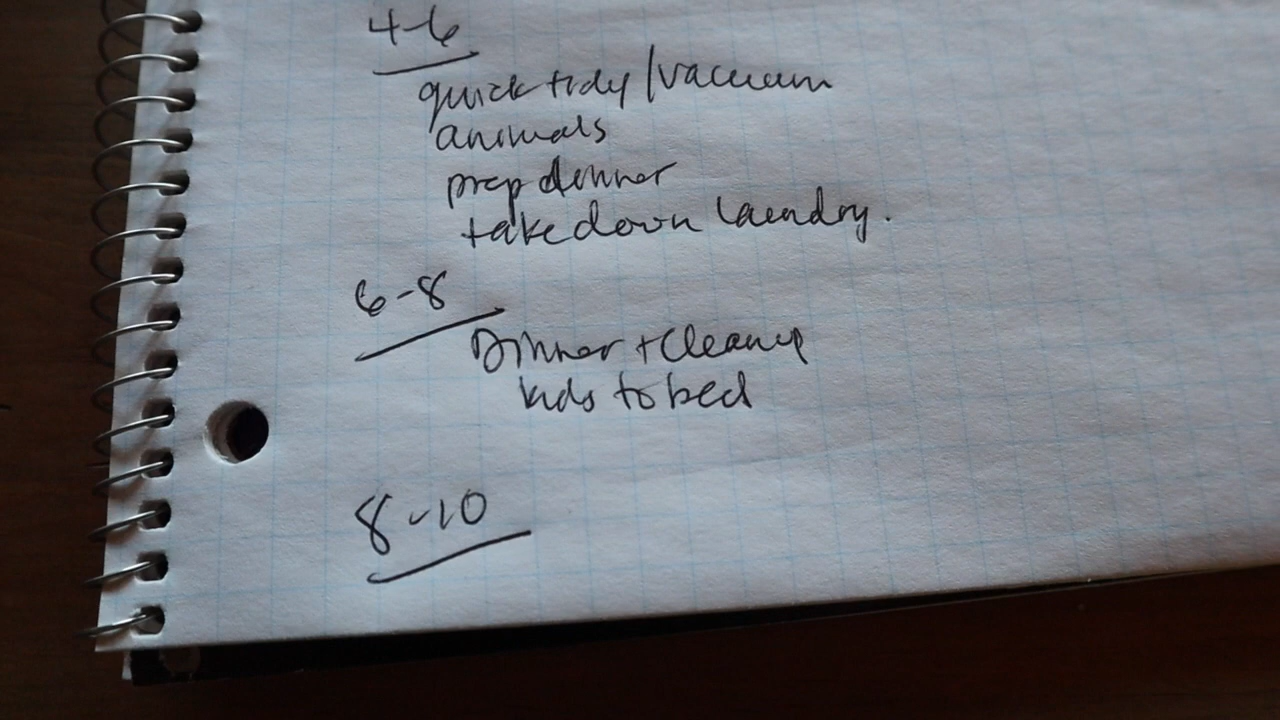 4-6
quick tidy/vacuum
animals
prep dinner
take down laundry.
6-8
Dinner + Cleanup
kids to bed
8-10